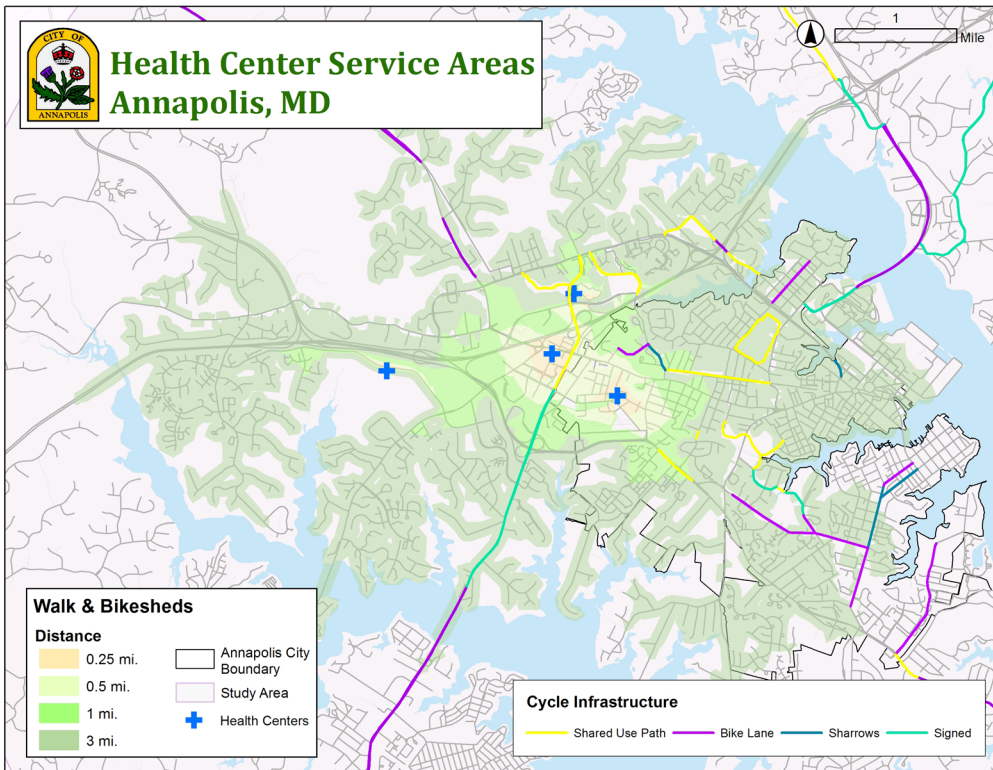 CITY OF
ANNAPOLIS
Health Center Service Areas
Annapolis, MD
1
Mile
Walk & Bikesheds
Distance
0.25 mi.
0.5 mi.
1 mi.
3 mi.
Annapolis City
Boundary
Study Area
Health Centers
Cycle Infrastructure
Shared Use Path
Bike Lane
Sharrows
Signed